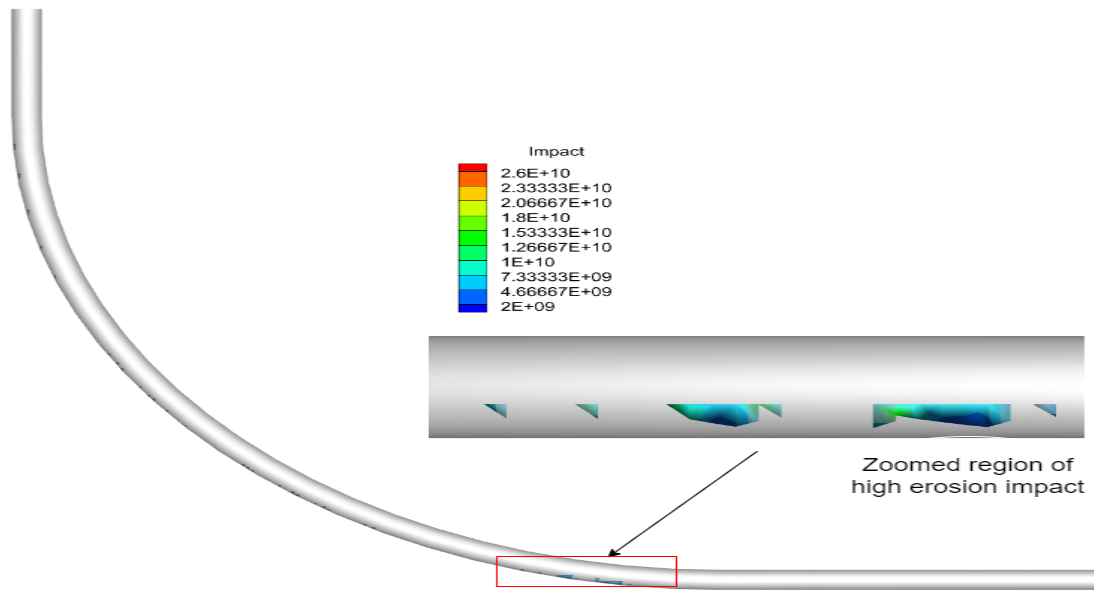 Impact
2.6E+10
2.33333E+10
2.06667E+10
1.8E+10
1.53333E+10
1.26667E+10
1E+10
7.33333E+09
4.66667E+09
2E+09
Zoomed region of
high erosion impact